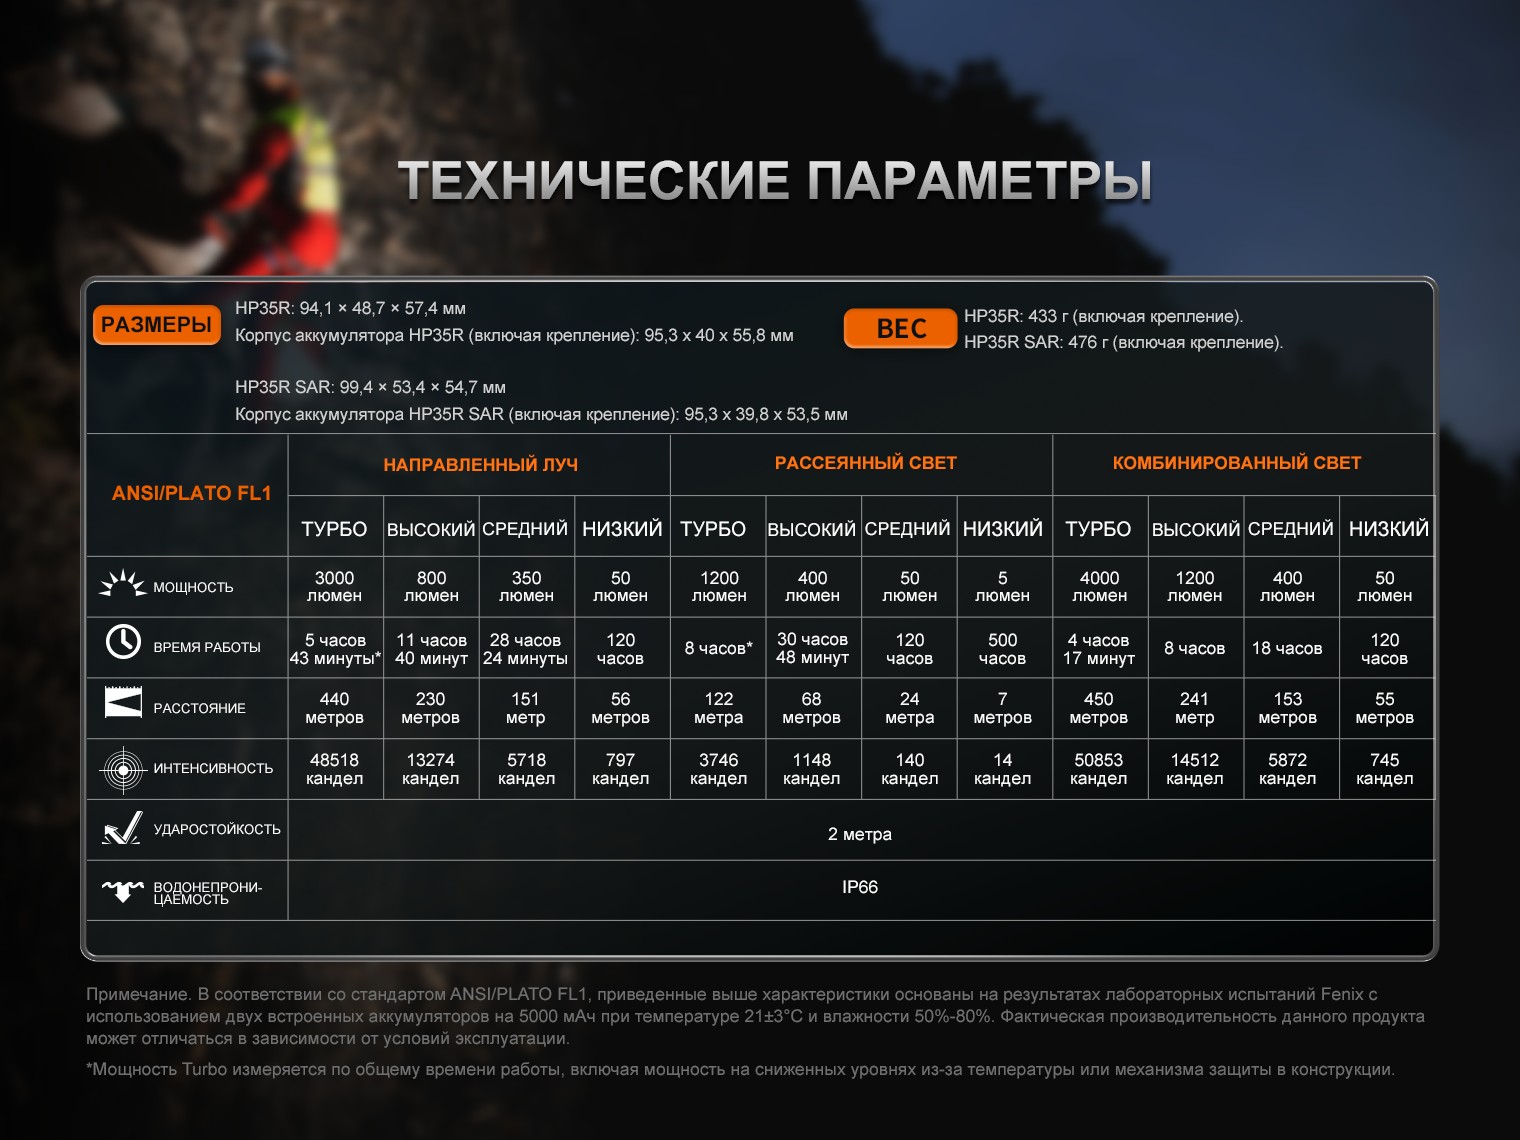 ТЕХНИЧЕСКИЕ ПАРАМЕТРЫ
РАЗМЕРЫ
HP35R: 94,1 × 48,7 × 57,4 мм
Корпус аккумулятора HP35R (включая крепление): 95,3 x 40 x 55,8 мм
HP35R SAR: 99,4 × 53,4 × 54,7 мм
Корпус аккумулятора HP35R SAR (включая крепление): 95,3 x 39,8 x 53,5 мм
ВЕС
HP35R: 433 г (включая крепление).
HP35R SAR: 476 г (включая крепление).
ANSI/PLATO FL1
НАПРАВЛЕННЫЙ ЛУЧ РАССЕЯННЫЙ СВЕТ КОМБИНИРОВАННЫЙ СВЕТ
ТУРБО ВЫСОКИЙ СРЕДНИЙ НИЗКИЙ ТУРБО ВЫСОКИЙ СРЕДНИЙ НИЗКИЙ ТУРБО ВЫСОКИЙ СРЕДНИЙ НИЗКИЙ
МОЩНОСТЬ
3000 800 350 50 1200 400 50 5 4000 1200 400 50
люмен люмен люмен люмен люмен люмен люмен люмен люмен люмен люмен люмен
ВРЕМЯ РАБОТЫ
5 часов 11 часов 28 часов 120 8 часов* 30 часов 120 500 4 часов 8 часов 18 часов 120
43 минуты* 40 минут 24 минуты часов 48 минут часов часов 17 минут часов
РАССТОЯНИЕ
440 230 151 56 122 68 24 7 450 241 153 55
метров метров метр метров метра метров метра метров метров метр метров метров
ИНТЕНСИВНОСТЬ
48518 13274 5718 797 3746 1148 140 14 50853 14512 5872 745
кандел кандел кандел кандел кандел кандел кандел кандел кандел кандел кандел кандел
УДАРОСТОЙКОСТЬ
2 метра
ВОДОНЕПРОНИ-
ЦАЕМОСТЬ
IP66
Примечание. В соответствии со стандартом ANSI/PLATO FL1, приведенные выше характеристики основаны на результатах лабораторных испытаний Fenix с
использованием двух встроенных аккумуляторов на 5000 мАч при температуре 21±3°C и влажности 50%-80%. Фактическая производительность данного продукта
может отличаться в зависимости от условий эксплуатации.
*Мощность Turbo измеряется по общему времени работы, включая мощность на сниженных уровнях из-за температуры или механизма защиты в конструкции.